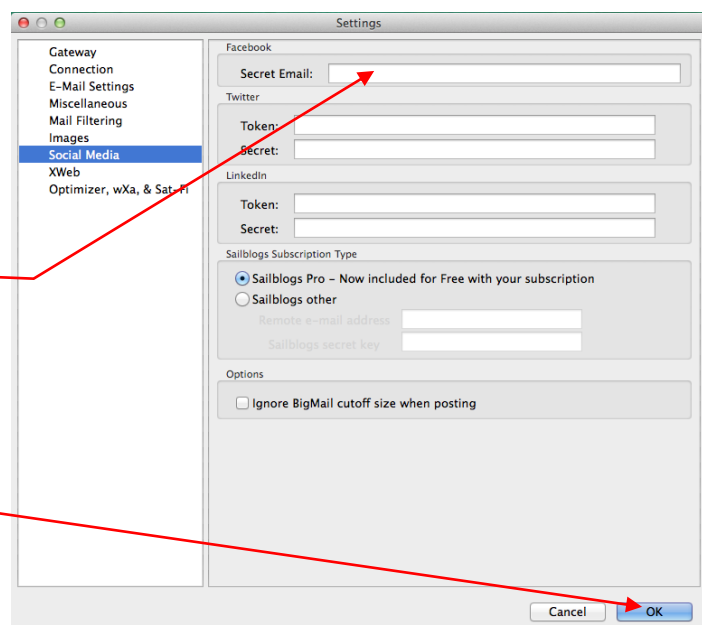 Settings
Gateway
Connection
E-Mail Settings
Miscellaneous
Mail Filtering
Images
Social Media
XWeb
Optimizer, wXa, & Sat-Fi
Facebook
Secret Email:
Twitter
Token:
Secret:
LinkedIn
Token:
Secret:
Sailblogs Subscription Type
Sailblogs Pro – Now included for Free with your subscription
Sailblogs other
Remote e-mail address
Sailblogs secret key
Options
Ignore BigMail cutoff size when posting
Cancel OK